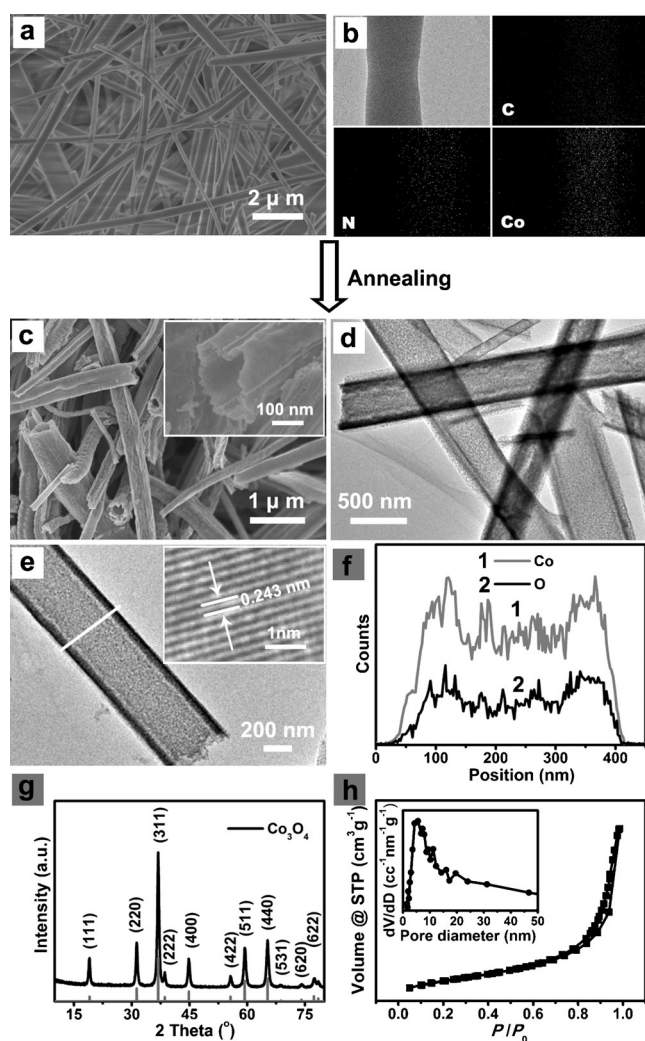 a
2 µ m
b
C
N
Co
Annealing
c
100 nm
1 µ m
d
500 nm
e
0.243 nm
1nm
200 nm
f
1 Co
2 O
1
2
Counts
0 100 200 300 400
Position (nm)
g
Co3O4
(111)
(220)
(311)
(222)
(400)
(422)
(511)
(440)
(531)
(620)
(622)
Intensity (a.u.)
15 30 45 60 75
2 Theta (°)
h
Volume @ STP (cm³g⁻¹)
dV/dD (cc⁻¹nm⁻¹g⁻¹)
0 10 20 30 40 50
Pore diameter (nm)
0.0 0.2 0.4 0.6 0.8 1.0
P/P₀